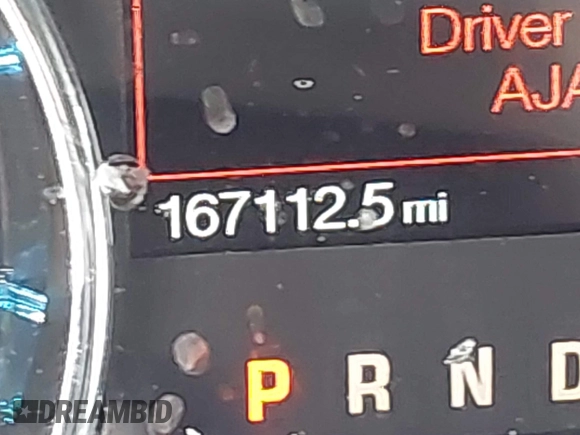 Driver
AJA
167112.5 mi
P R N D
DREAMBID